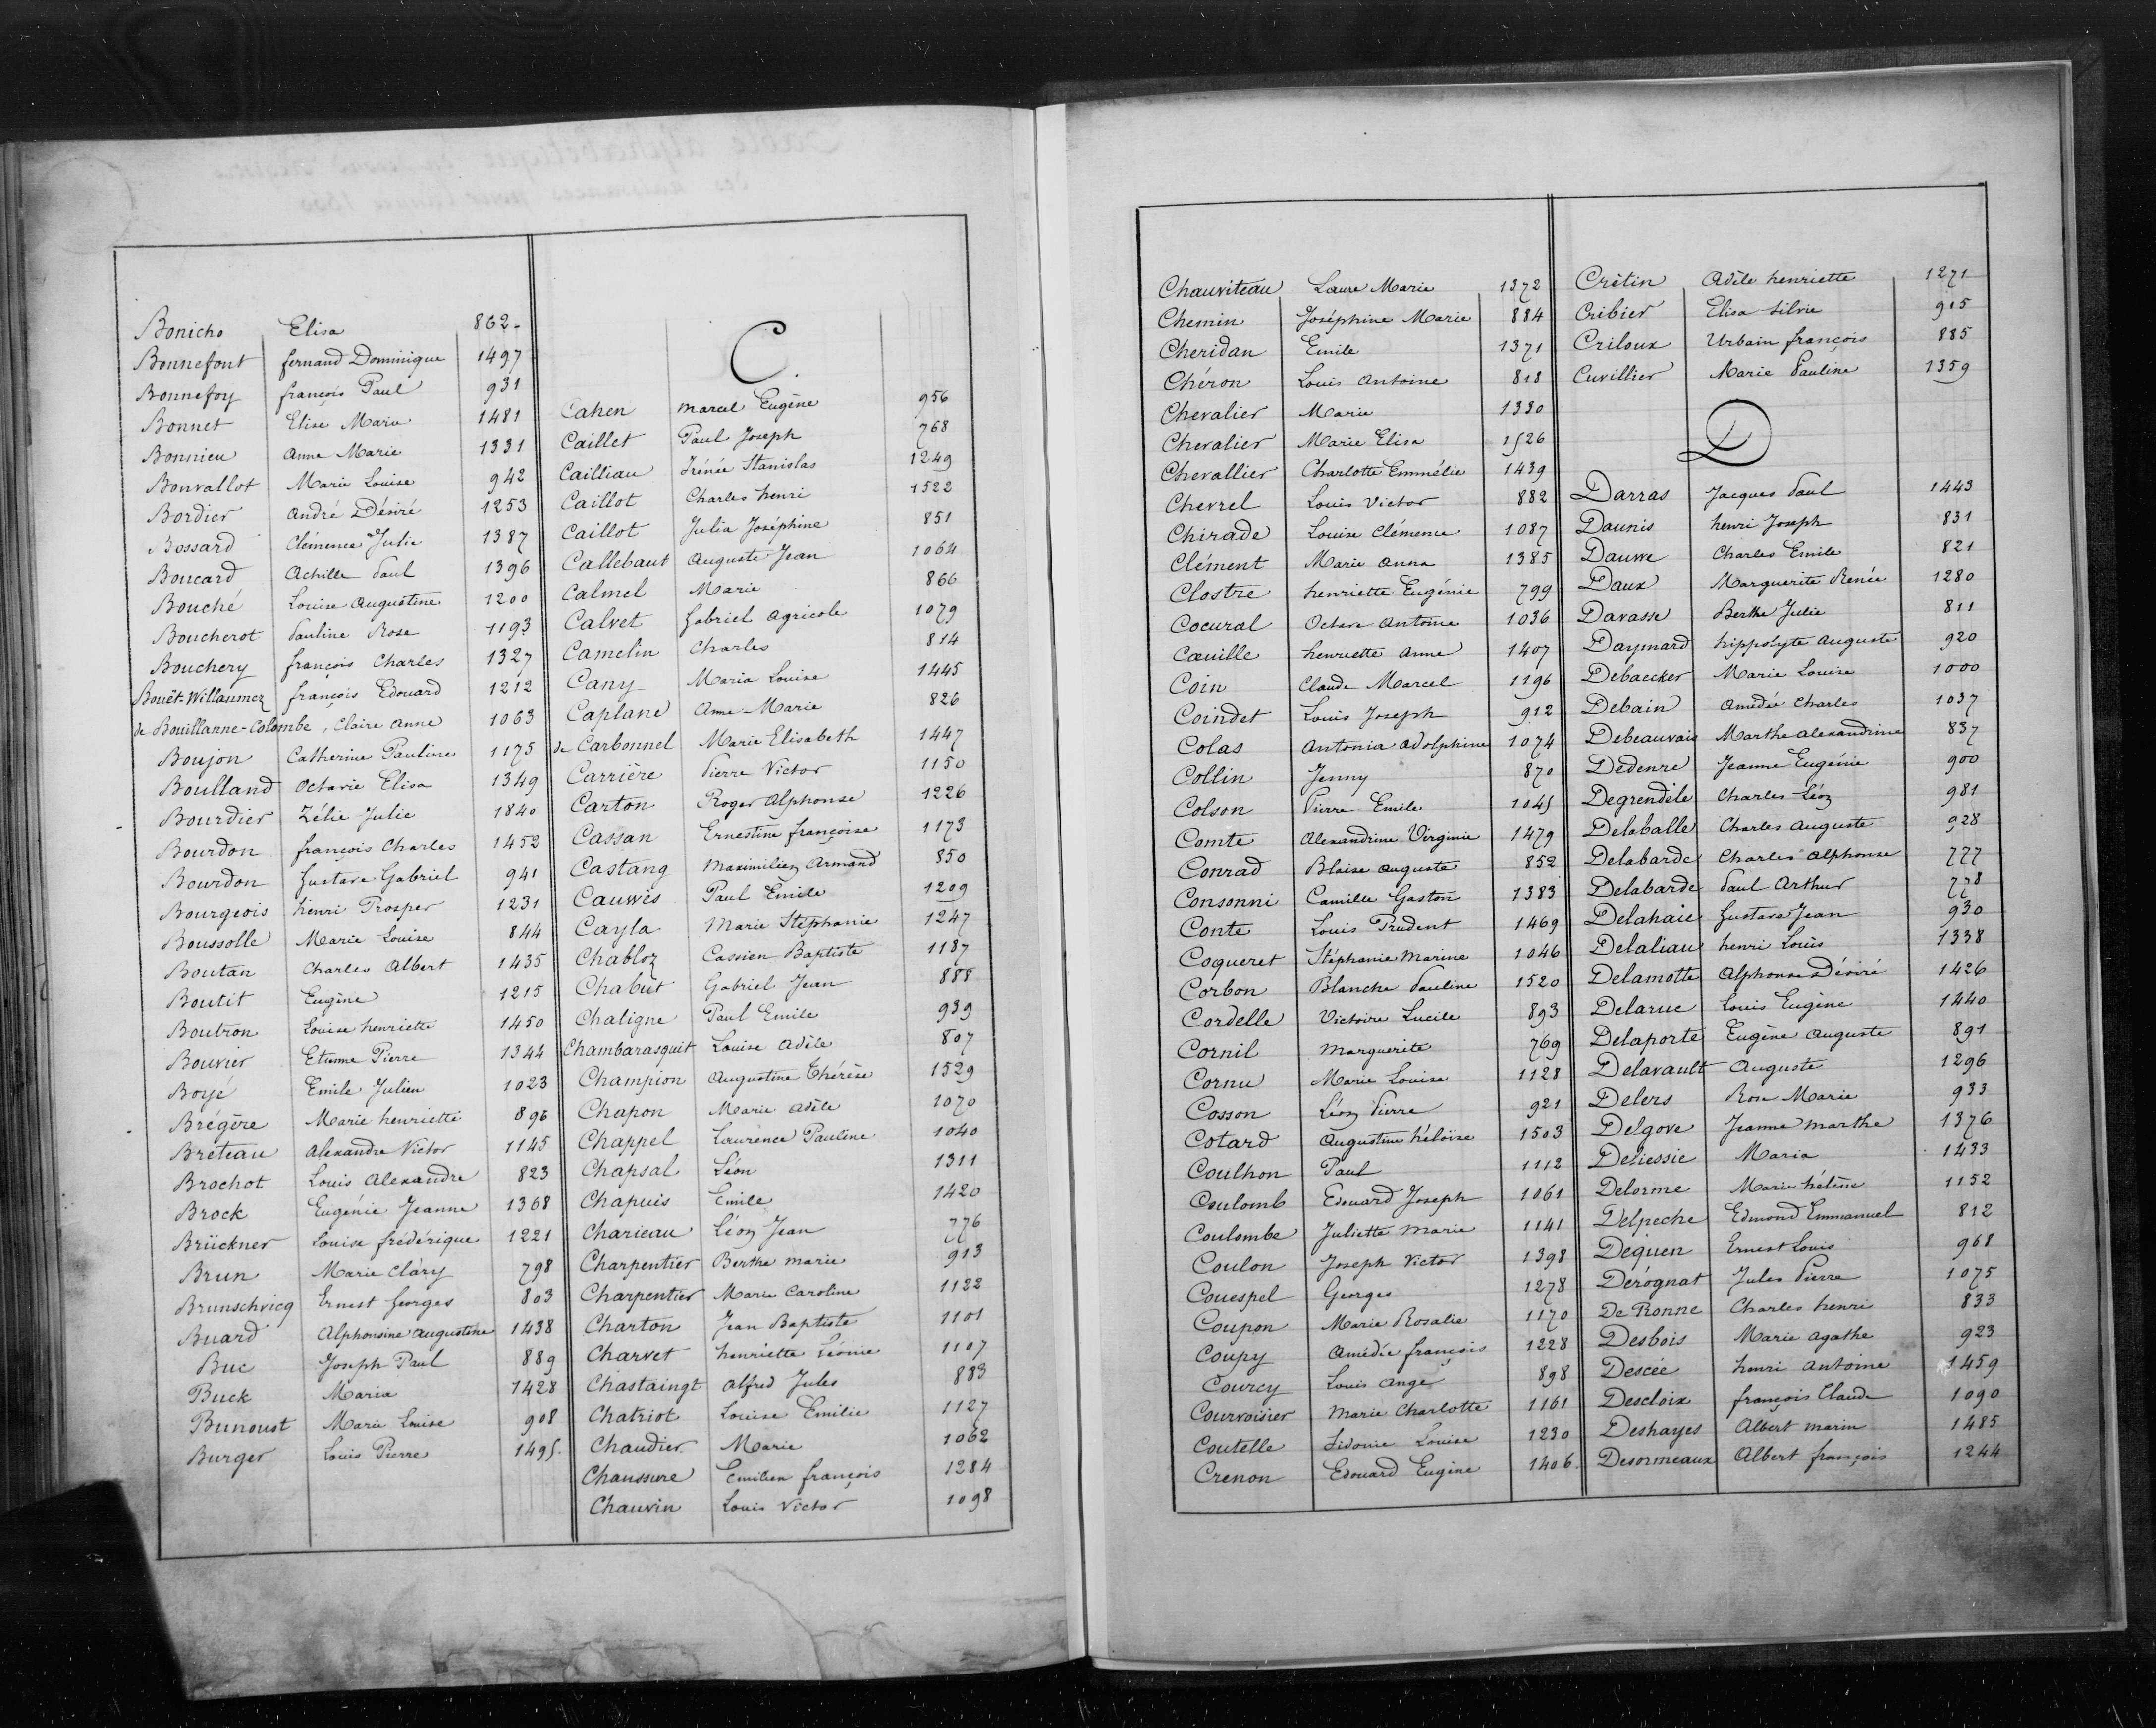 Bonicho Elisa 862.
Bonnefont fernand Dominique 1497
Bonnefoy françois Paul 931
Bonnet Elise Marie 1481
Bonnieu Anne Marie 1331
Bonvallot Marie Louise 942
Bordier André Désiré 1253
Bossard Clémence Julie 1387
Boucard Achille Paul 1396
Bouché Louise Augustine 1200
Boucherot Pauline Rose 1193
Bouchery françois Charles 1327
Bouët-Willaumez françois Edouard 1212
de Bouillanne-Colombe, Claire Anne 1063
Boujon Catherine Pauline 1175
Boulland Octavie Elisa 1349
Bourdier Zélie Julie 1840
Bourdon françois Charles 1452
Bourdon Gustave Gabriel 941
Bourgeois henri Prosper 1231
Boussolle Marie Louise 844
Boutan Charles Albert 1435
Boutit Eugène 1215
Boutron Louise henriette 1450
Bouvier Etienne Pierre 1344
Boyé Emile Julien 1023
Brégère Marie henriette 896
Breteau Alexandre Victor 1145
Brochot Louis Alexandre 823
Brock Eugénie Jeanne 1368
Brückner Louise frédérique 1221
Brun Marie Clary 798
Brunschvicg Ernest Georges 803
Buard Alphonsine Augustine 1438
Buc Joseph Paul 889
Buck Maria 1428
Bunoust Marie Louise 908
Burger Louis Pierre 1495.
C.
Cahen Marcel Eugène 956
Caillet Paul Joseph 768
Cailliau Irénée Stanislas 1249
Caillot Charles henri 1522
Caillot Julia Joséphine 851
Callebaut Auguste Jean 1064
Calmel Marie 866
Calvet Gabriel Agricole 1079
Camelin Charles 814
Cany Maria Louise 1445
Caplane Anne Marie 826
de Carbonnel Marie Elisabeth 1447
Carrière Pierre Victor 1150
Carton Roger Alphonse 1226
Cassan Ernestine françoise 1173
Castang Maximilien Armand 850
Cauwès Paul Emile 1209
Cayla Marie Stéphanie 1247
Chabloz Cassien Baptiste 1187
Chabut Gabriel Jean 888
Chaligne Paul Emile 939
Chambarasquit Louise Adèle 807
Champion Augustine Thérèse 1529
Chapon Marie Adèle 1070
Chappel Laurence Pauline 1040
Chapsal Léon 1311
Chapuis Emile 1420
Charieau Léon Jean 776
Charpentier Berthe Marie 913
Charpentier Marie Caroline 1122
Charton Jean Baptiste 1101
Charvet henriette Léonie 1107
Chastaingt Alfred Jules 883
Chatriot Louise Emilie 1127
Chaudier Marie 1062
Chaussure Emilien françois 1284
Chauvin Louis Victor 1098
Chauviteau Laure Marie 1372
Chemin Joséphine Marie 884
Cheridan Emile 1371
Chéron Louis Antoine 818
Chevalier Marie 1330
Chevalier Marie Elisa 1526
Chevallier Charlotte Emmélie 1439
Chevrel Louis Victor 882
Chirade Louise Clémence 1087
Clément Marie Anna 1385
Clostre henriette Eugénie 799
Cocural Octave Antoine 1036
Cœuille henriette Anne 1407
Coin Claude Marcel 1196
Coindet Louis Joseph 912
Colas Antonia Adolphine 1074
Collin Jenny 870
Colson Pierre Emile 1045
Comte Alexandrine Virginie 1479
Conrad Blaise Auguste 852
Consonni Camille Gaston 1383
Conte Louis Prudent 1469
Coqueret Stéphanie Marine 1046
Corbon Blanche Pauline 1520
Cordelle Victoire Lucile 893
Cornil Marguerite 769
Cornu Marie Louise 1128
Cosson Léon Pierre 921
Cotard Augustine héloïse 1503
Coulhon Paul 1112
Coulomb Edouard Joseph 1061
Coulombe Juliette Marie 1141
Coulon Joseph Victor 1398
Couespel Georges 1278
Coupon Marie Rosalie 1170
Coupy Amédée françois 1228
Courcy Louis Ange 898
Courvoisier Marie Charlotte 1161
Coutelle Sidonie Louise 1230
Crenon Edouard Eugène 1406.
Crétin Adèle henriette 1271
Cribier Elisa Silvie 915
Criloux Urbain françois 885
Cuvillier Marie Pauline 1359
D
Darras Jacques Paul 1443
Daunis henri Joseph 831
Dauwe Charles Emile 821
Daux Marguerite Renée 1280
Davasse Berthe Julie 811
Daymard hippolyte Auguste 920
Debaecker Marie Louise 1000
Debain Amédée Charles 1037
Debeauvais Marthe Alexandrine 837
Dedenre Jeanne Eugénie 900
Degrendèle Charles Léon 981
Delaballe Charles Auguste 928
Delabarde Charles Alphonse 777
Delabarde Paul Arthur 778
Delahaie Gustave Jean 930
Delaliau henri Louis 1338
Delamotte Alphonse Désiré 1426
Delarue Louis Eugène 1440
Delaporte Eugène Auguste 891
Delavault Auguste 1296
Delers Rose Marie 933
Delgove Jeanne Marthe 1376
Deliessie Maria 1433
Delorme Marie hélène 1152
Delpeche Edmond Emmanuel 812
Dequen Ernest Louis 968
Dérognat Jules Pierre 1075
De Ronne Charles henri 833
Desbois Marie Agathe 923
Descée henri Antoine 1459
Descloix françois Claude 1090
Deshayes Albert Marin 1485
Desormeaux Albert françois 1244